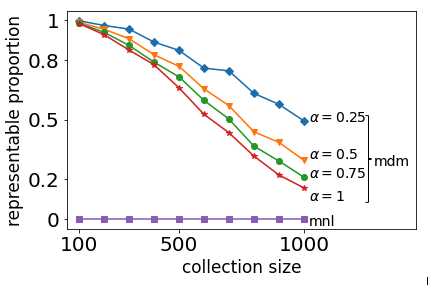 representable proportion
1
0.8
0.5
0.2
0
α = 0.25
α = 0.5
α = 0.75
α = 1
mdm
mnl
100
500
1000
collection size